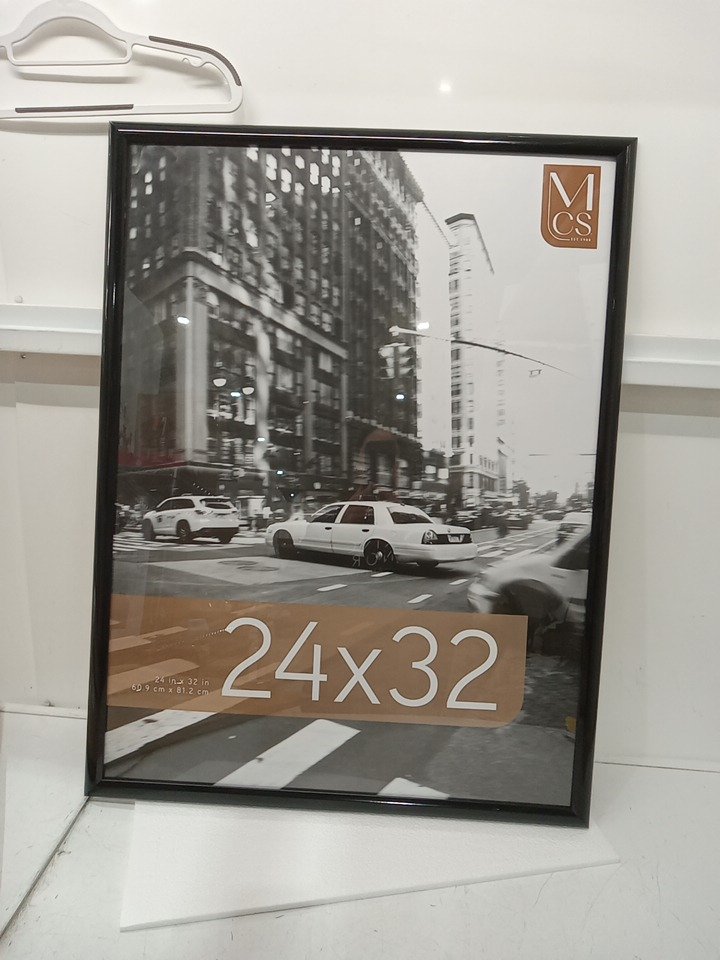 M
CS
24x32
24 in x 32 in
60.9 cm x 81.2 cm